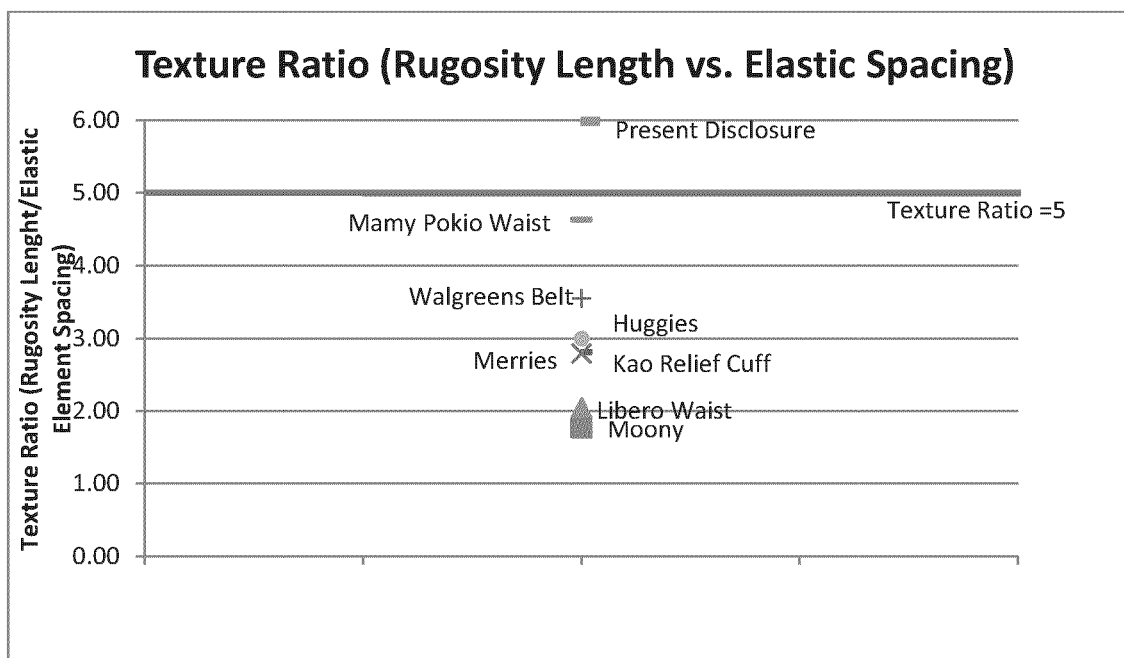 Texture Ratio (Rugosity Length vs. Elastic Spacing)
Texture Ratio (Rugosity Lenght/Elastic
Element Spacing)
6.00
5.00
4.00
3.00
2.00
1.00
0.00
Present Disclosure
Texture Ratio =5
Mamy Pokio Waist
Walgreens Belt
Huggies
Merries
Kao Relief Cuff
Libero Waist
Moony